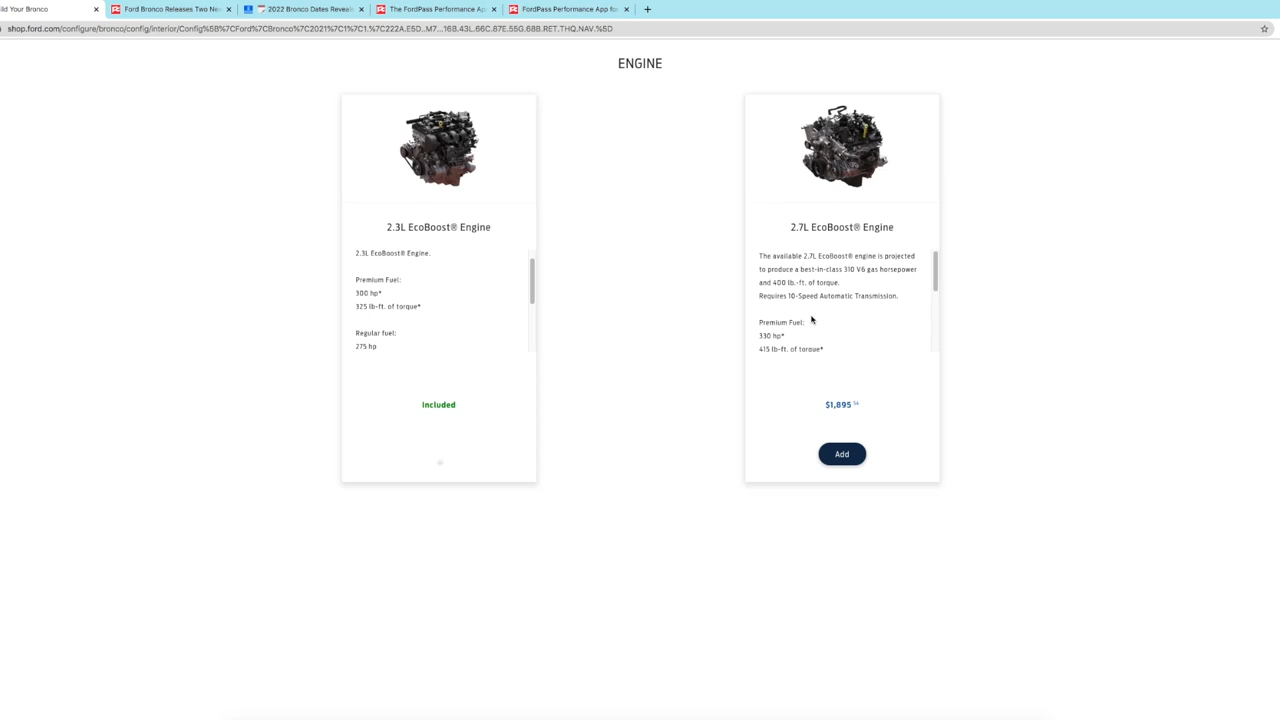 ild Your Bronco
Ford Bronco Releases Two Ne
2022 Bronco Dates Reveale
The FordPass Performance Ap
FordPass Performance App fo
shop.ford.com/configure/bronco/config/interior/Config%5B%7CFord%7CBronco%7C2021%7C1%7C1.%7C222A.E5D..M7...16B.43L.66C.87E.55G.68B.RET.THQ.NAV.%5D
ENGINE
2.3L EcoBoost® Engine
2.3L EcoBoost® Engine.
Premium Fuel:
300 hp*
325 lb-ft. of torque*
Regular fuel:
275 hp
Included
2.7L EcoBoost® Engine
The available 2.7L EcoBoost® engine is projected
to produce a best-in-class 310 V6 gas horsepower
and 400 lb.-ft. of torque.
Requires 10-Speed Automatic Transmission.
Premium Fuel:
330 hp*
415 lb-ft. of torque*
$1,895
Add